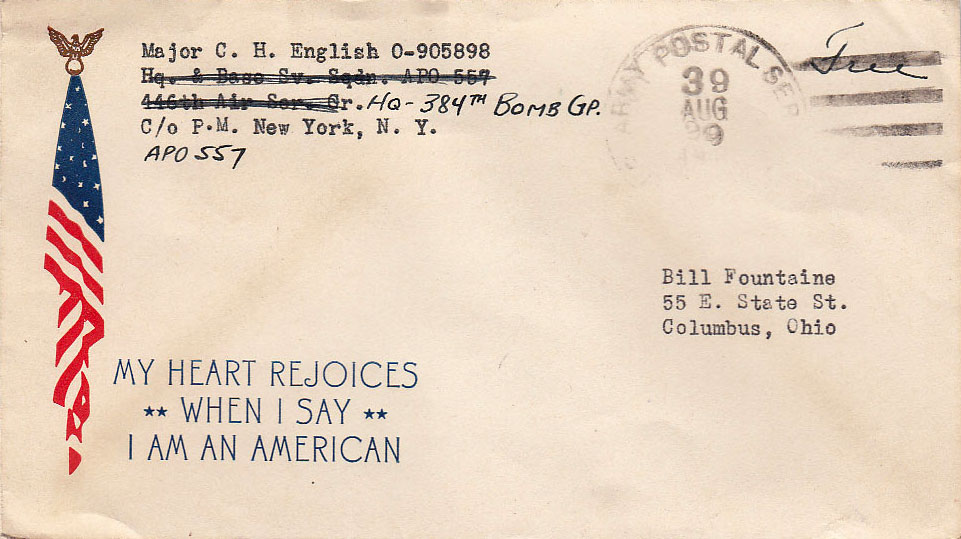 Major C. H. English O-905898
Hq. & Base Sv. Sqdn. APO 557
446th Air Ser. Gr. HQ - 384TH BOMB GP.
C/o P.M. New York, N. Y.
APO 557
ARMY POSTAL SER
39
AUG
29
Free
Bill Fountaine
55 E. State St.
Columbus, Ohio
MY HEART REJOICES
★★ WHEN I SAY ★★
I AM AN AMERICAN